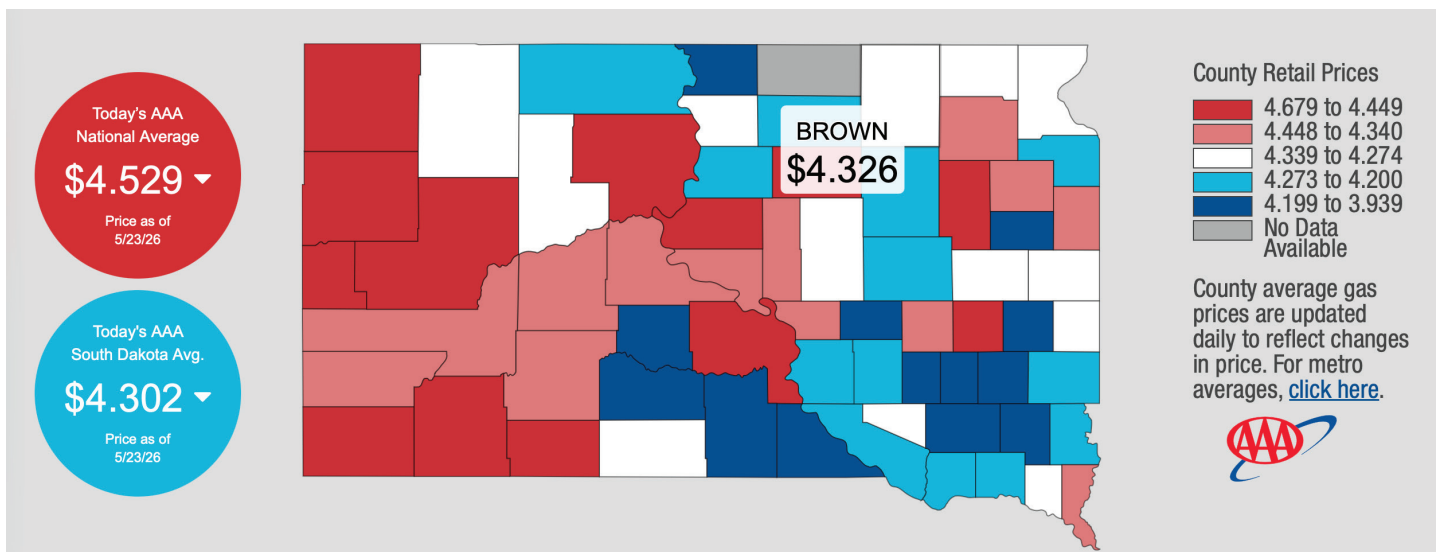 Today's AAA
National Average
$4.529
Price as of
5/23/26
Today's AAA
South Dakota Avg.
$4.302
Price as of
5/23/26
BROWN
$4.326
County Retail Prices
4.679 to 4.449
4.448 to 4.340
4.339 to 4.274
4.273 to 4.200
4.199 to 3.939
No Data
Available
County average gas
prices are updated
daily to reflect changes
in price. For metro
averages, click here.
AAA